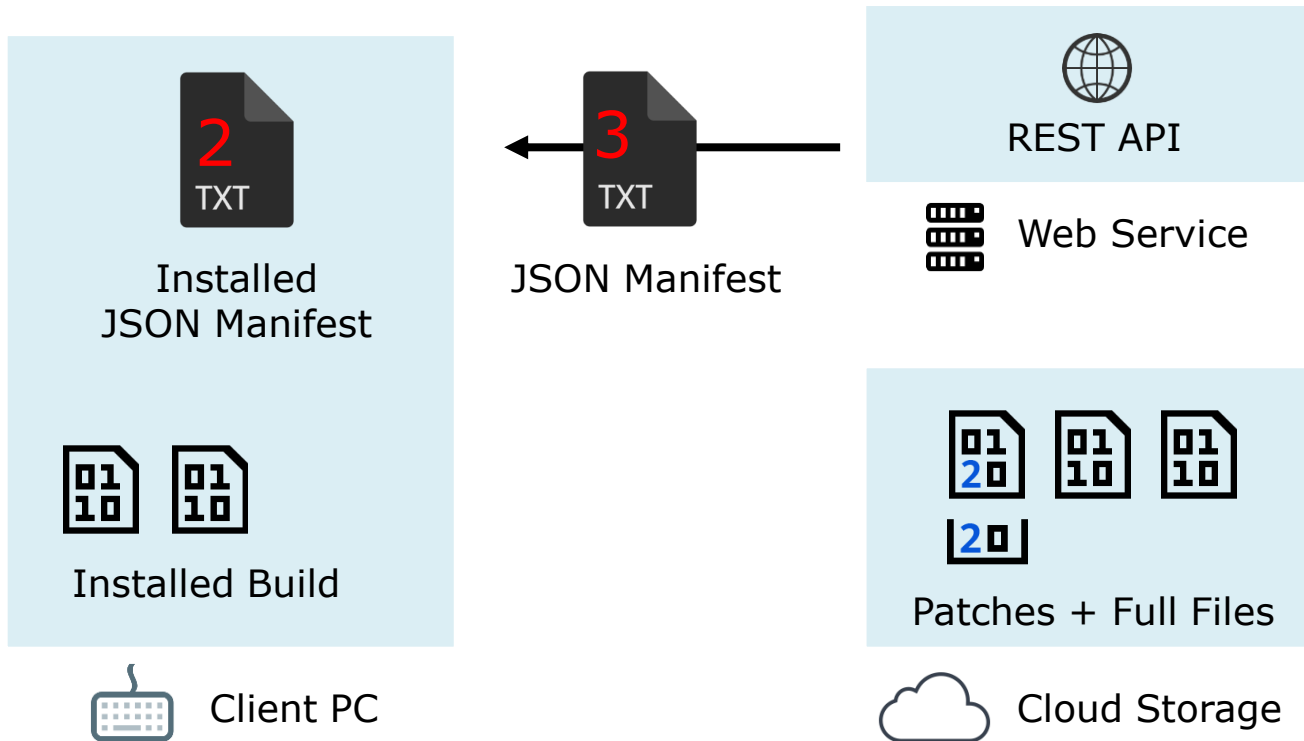 2
TXT
Installed
JSON Manifest
01
10
01
10
Installed Build
Client PC
3
TXT
JSON Manifest
REST API
Web Service
01
20
01
10
01
10
20
Patches + Full Files
Cloud Storage